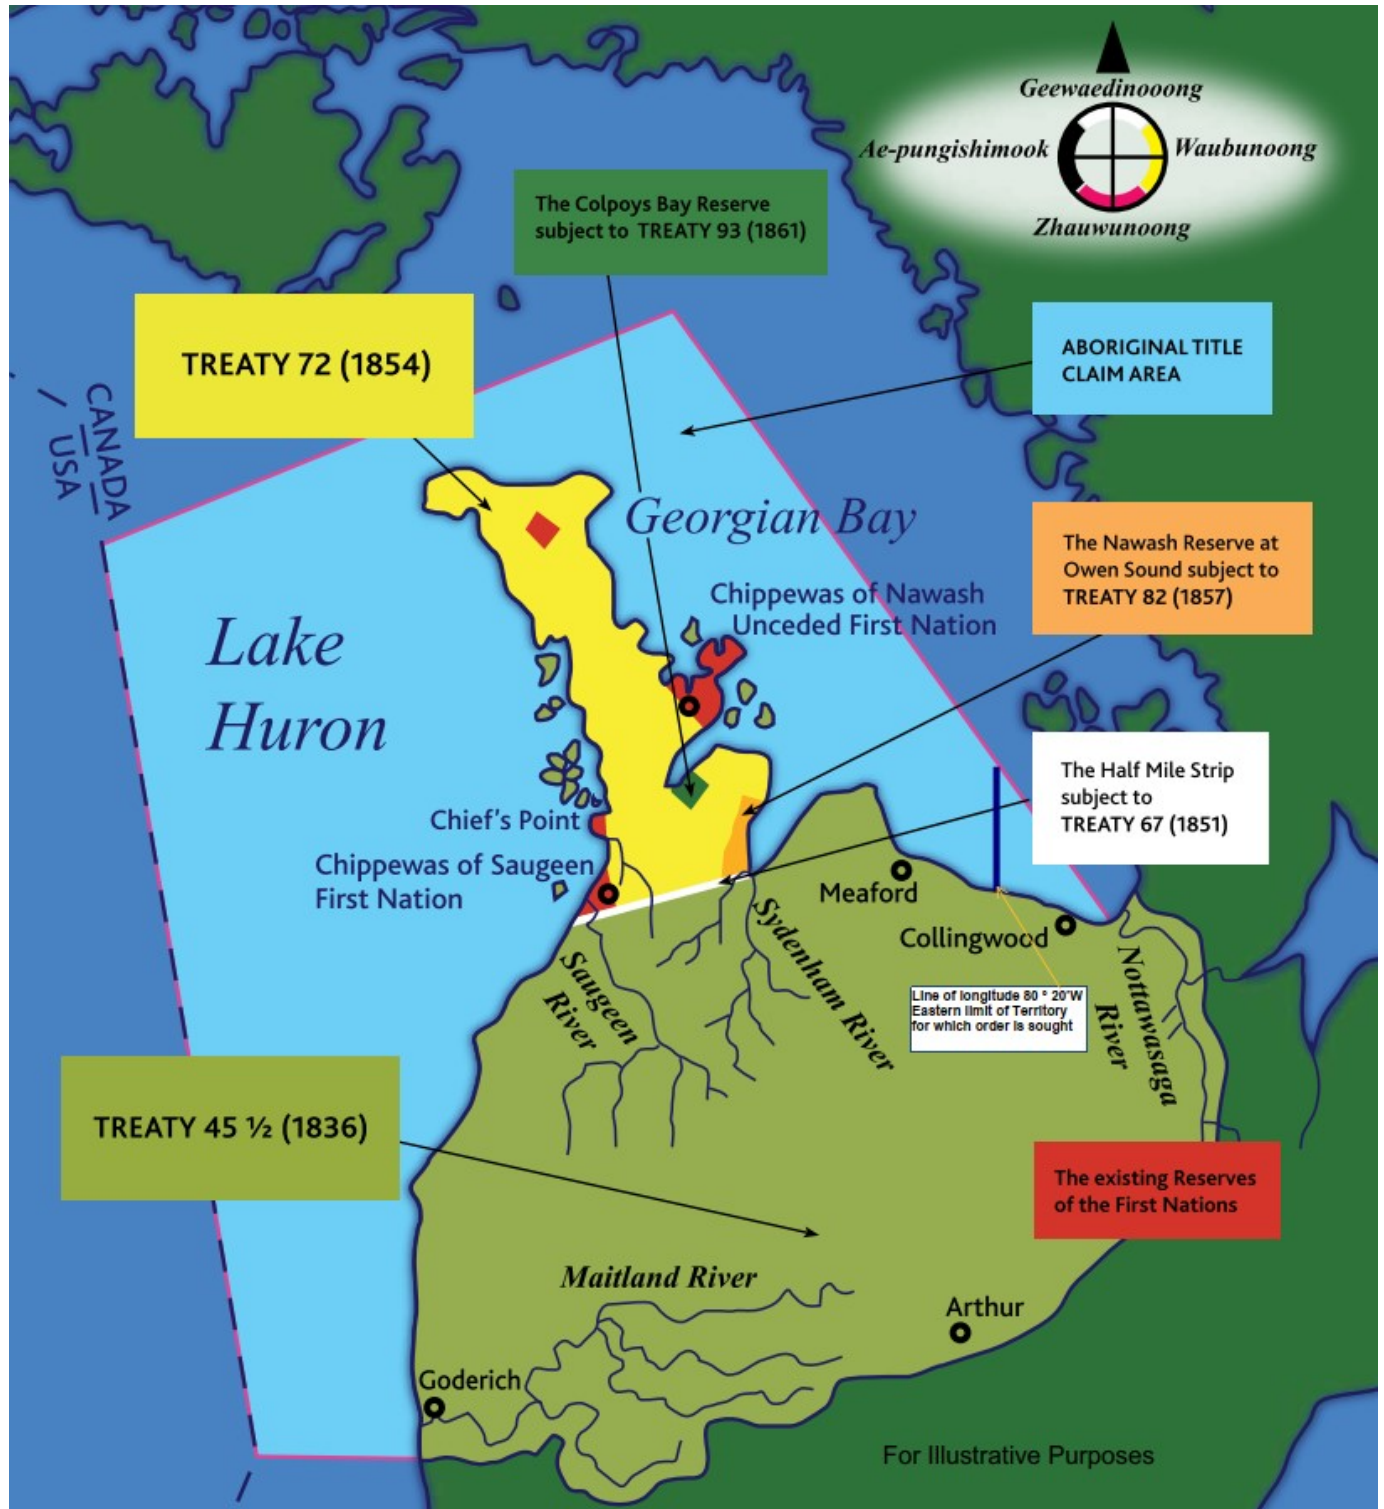 Geewaedinooong
Ae-pungishimook
Waubunoong
Zhauwunoong
The Colpoys Bay Reserve
subject to TREATY 93 (1861)
TREATY 72 (1854)
ABORIGINAL TITLE
CLAIM AREA
CANADA
USA
Georgian Bay
The Nawash Reserve at
Owen Sound subject to
TREATY 82 (1857)
Chippewas of Nawash
Unceded First Nation
Lake
Huron
The Half Mile Strip
subject to
TREATY 67 (1851)
Chief's Point
Chippewas of Saugeen
First Nation
Meaford
Collingwood
Sydenham River
Saugeen
River
Nottawasaga
River
Line of longitude 80 ° 20'W
Eastern limit of Territory
for which order is sought
TREATY 45 ½ (1836)
The existing Reserves
of the First Nations
Maitland River
Arthur
Goderich
For Illustrative Purposes